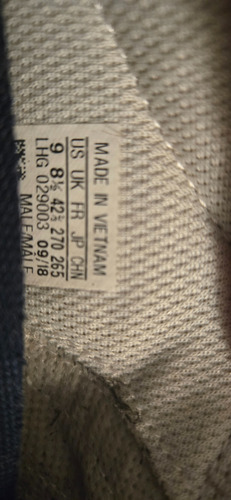 MADE IN VIETNAM
US UK FR JP CHN
9 8½ 42⅔ 270 265
LHG 029003 09/18
MALE/MÂLE